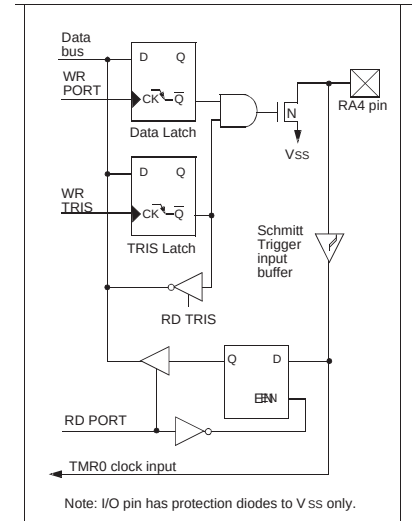 Data
bus
D Q
WR
PORT
CK Q
Data Latch
N
RA4 pin
VSS
D Q
WR
TRIS
CK Q
TRIS Latch
Schmitt
Trigger
input
buffer
RD TRIS
Q D
EN
RD PORT
TMR0 clock input
Note: I/O pin has protection diodes to VSS only.